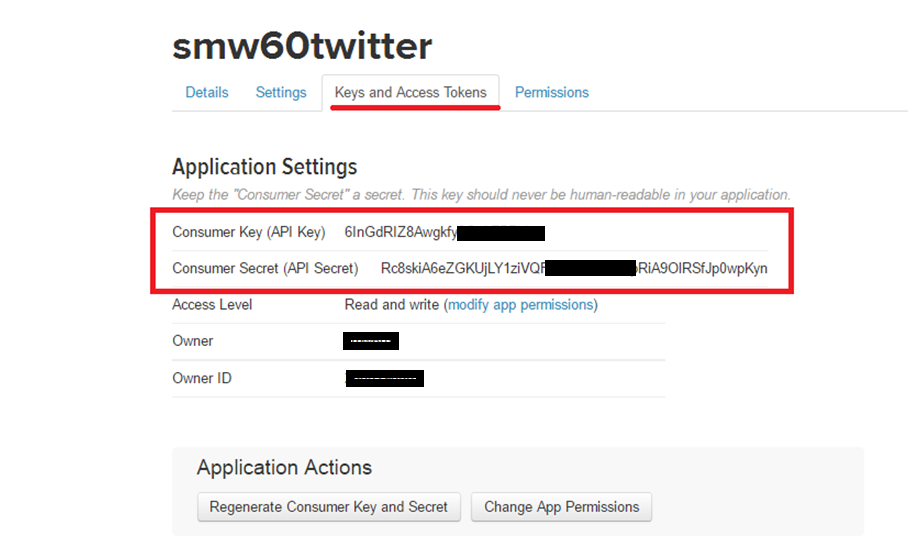 smw60twitter
Details Settings Keys and Access Tokens Permissions
Application Settings
Keep the "Consumer Secret" a secret. This key should never be human-readable in your application.
Consumer Key (API Key) 6InGdRIZ8Awgkfy
Consumer Secret (API Secret) Rc8skiA6eZGKUjLY1ziVQF RiA9OIRSfJp0wpKyn
Access Level Read and write (modify app permissions)
Owner
Owner ID
Application Actions
Regenerate Consumer Key and Secret Change App Permissions